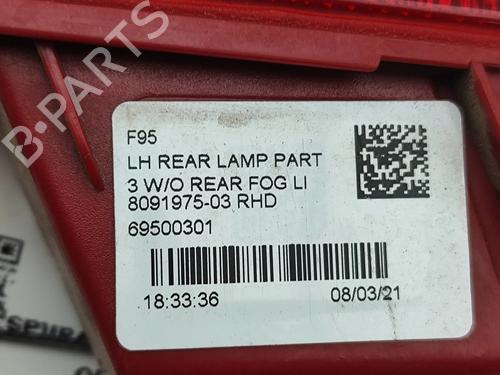 F95
LH REAR LAMP PART
3 W/O REAR FOG LI
8091975-03 RHD
69500301
18:33:36 08/03/21
B-PARTS